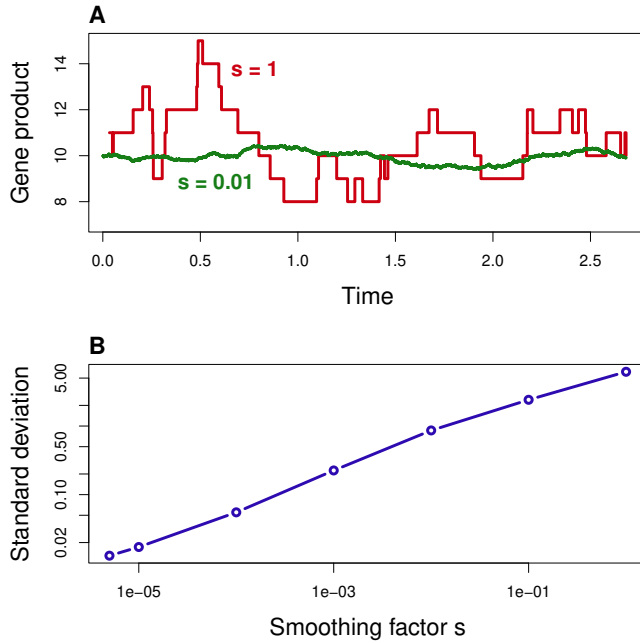 A
Gene product
14
12
10
8
s = 1
s = 0.01
0.0 0.5 1.0 1.5 2.0 2.5
Time
B
Standard deviation
5.00
0.50
0.10
0.02
1e-05 1e-03 1e-01
Smoothing factor s